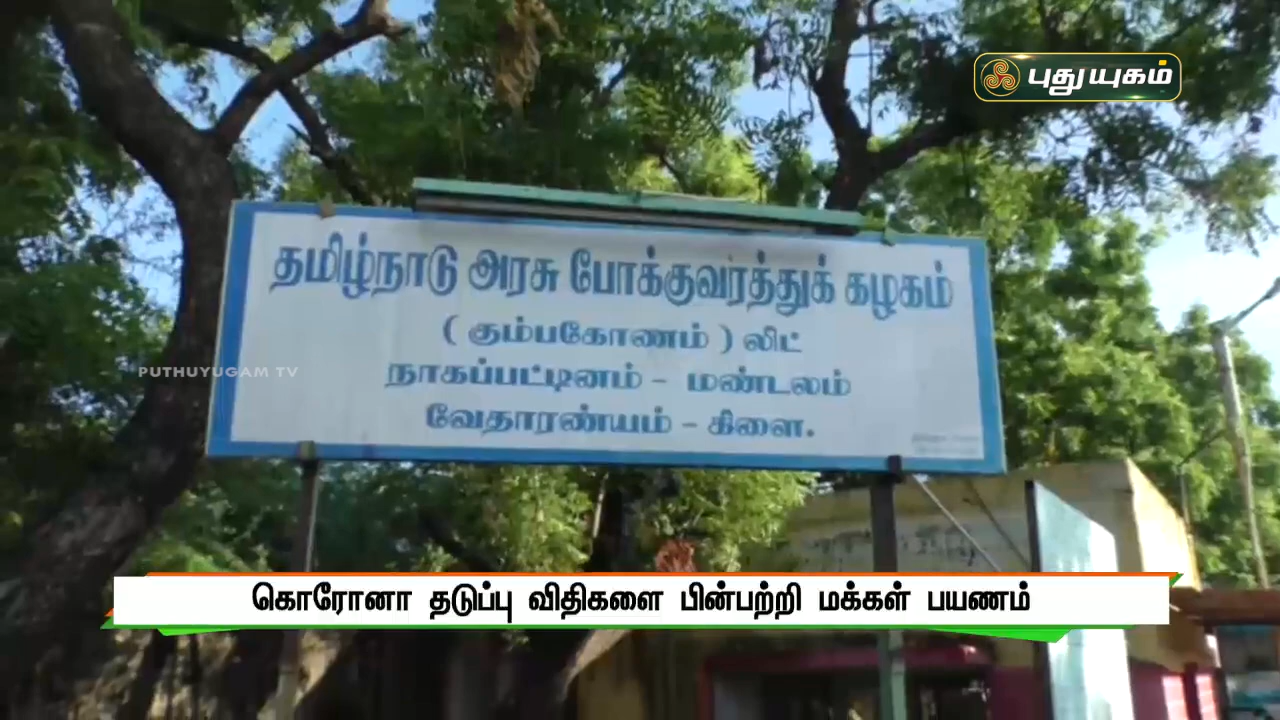 புதுயுகம்
தமிழ்நாடு அரசு போக்குவரத்துக் கழகம்
( கும்பகோணம் ) லிட்
நாகப்பட்டினம் - மண்டலம்
வேதாரண்யம் - கிளை.
PUTHUYUGAM TV
கொரோனா தடுப்பு விதிகளை பின்பற்றி மக்கள் பயணம்